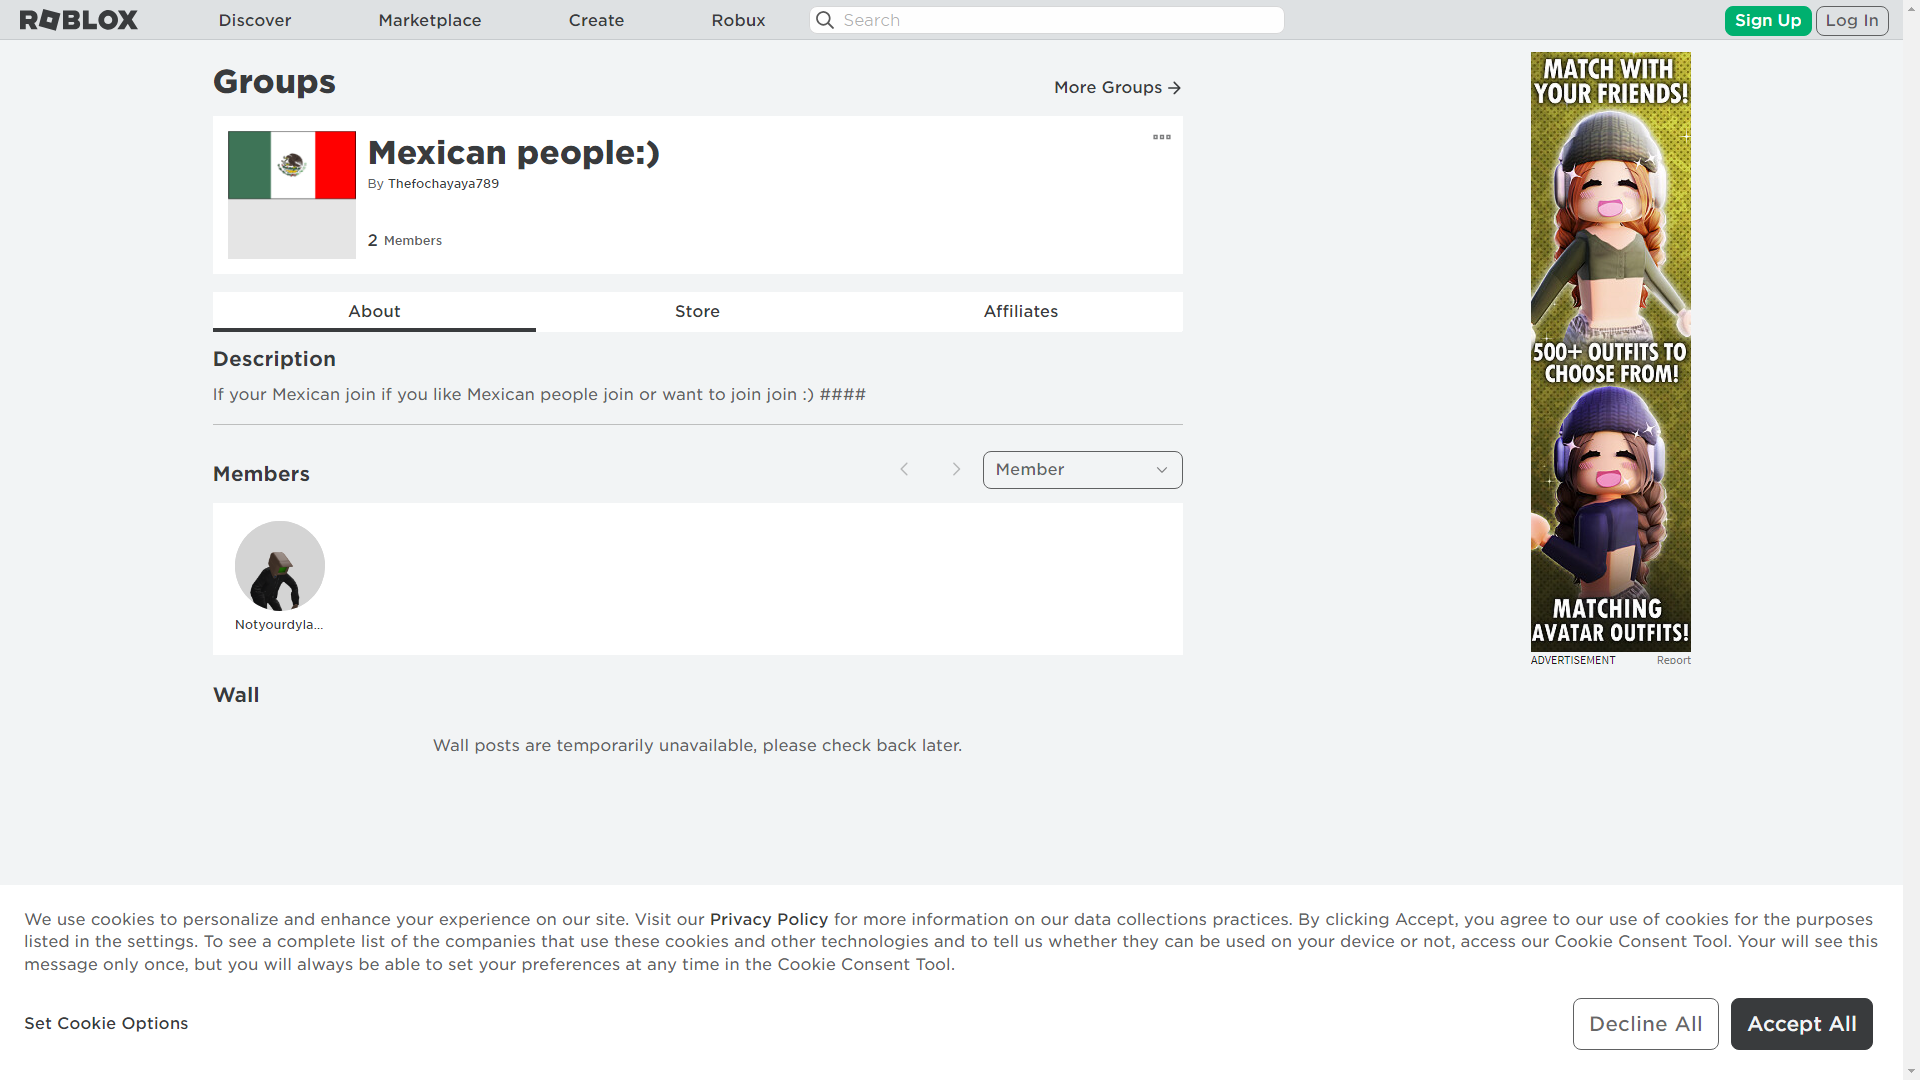 ROBLOX
Discover
Marketplace
Create
Robux
Search
Sign Up
Log In
Groups
More Groups
Mexican people:)
By Thefochayaya789
2 Members
About
Store
Affiliates
Description
If your Mexican join if you like Mexican people join or want to join join :) ####
Members
Member
Notyourdyla...
Wall
Wall posts are temporarily unavailable, please check back later.
MATCH WITH
YOUR FRIENDS!
500+ OUTFITS TO
CHOOSE FROM!
MATCHING
AVATAR OUTFITS!
ADVERTISEMENT
Report
We use cookies to personalize and enhance your experience on our site. Visit our Privacy Policy for more information on our data collections practices. By clicking Accept, you agree to our use of cookies for the purposes
listed in the settings. To see a complete list of the companies that use these cookies and other technologies and to tell us whether they can be used on your device or not, access our Cookie Consent Tool. Your will see this
message only once, but you will always be able to set your preferences at any time in the Cookie Consent Tool.
Set Cookie Options
Decline All
Accept All